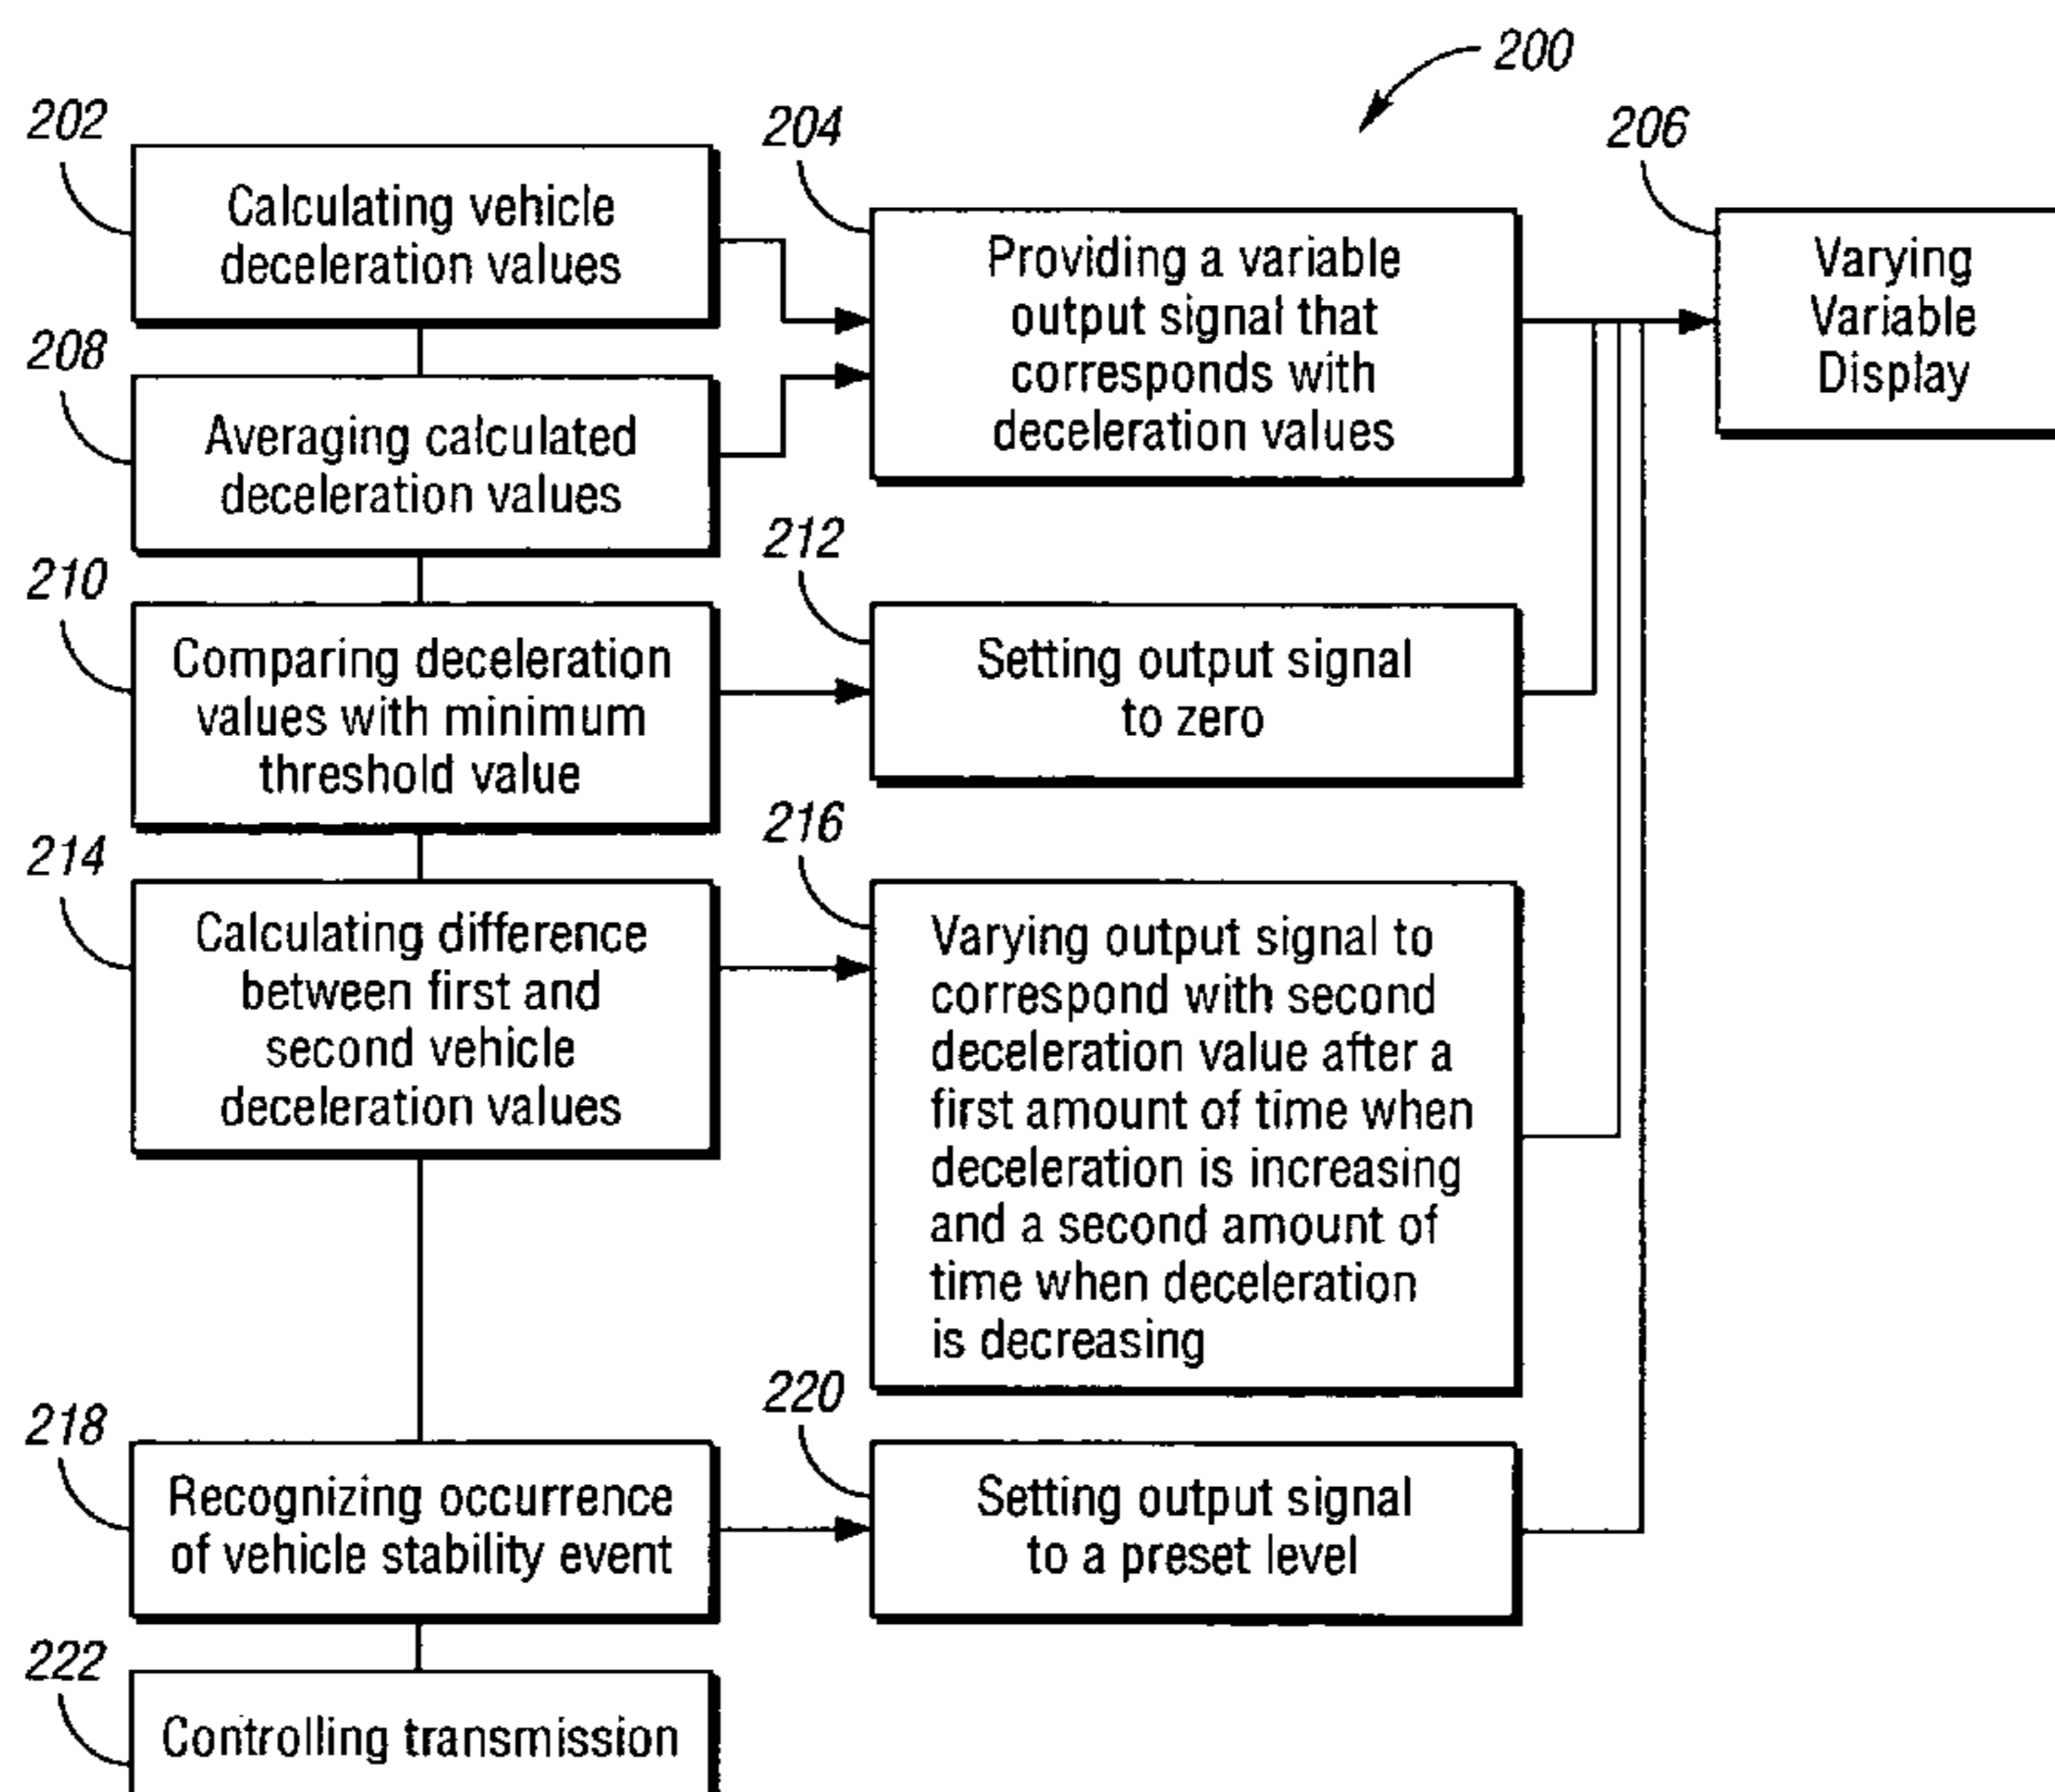 200
202
Calculating vehicle
deceleration values
204
Providing a variable
output signal that
corresponds with
deceleration values
206
Varying
Variable
Display
208
Averaging calculated
deceleration values
210
Comparing deceleration
values with minimum
threshold value
212
Setting output signal
to zero
214
Calculating difference
between first and
second vehicle
deceleration values
216
Varying output signal to
correspond with second
deceleration value after a
first amount of time when
deceleration is increasing
and a second amount of
time when deceleration
is decreasing
218
Recognizing occurrence
of vehicle stability event
220
Setting output signal
to a preset level
222
Controlling transmission